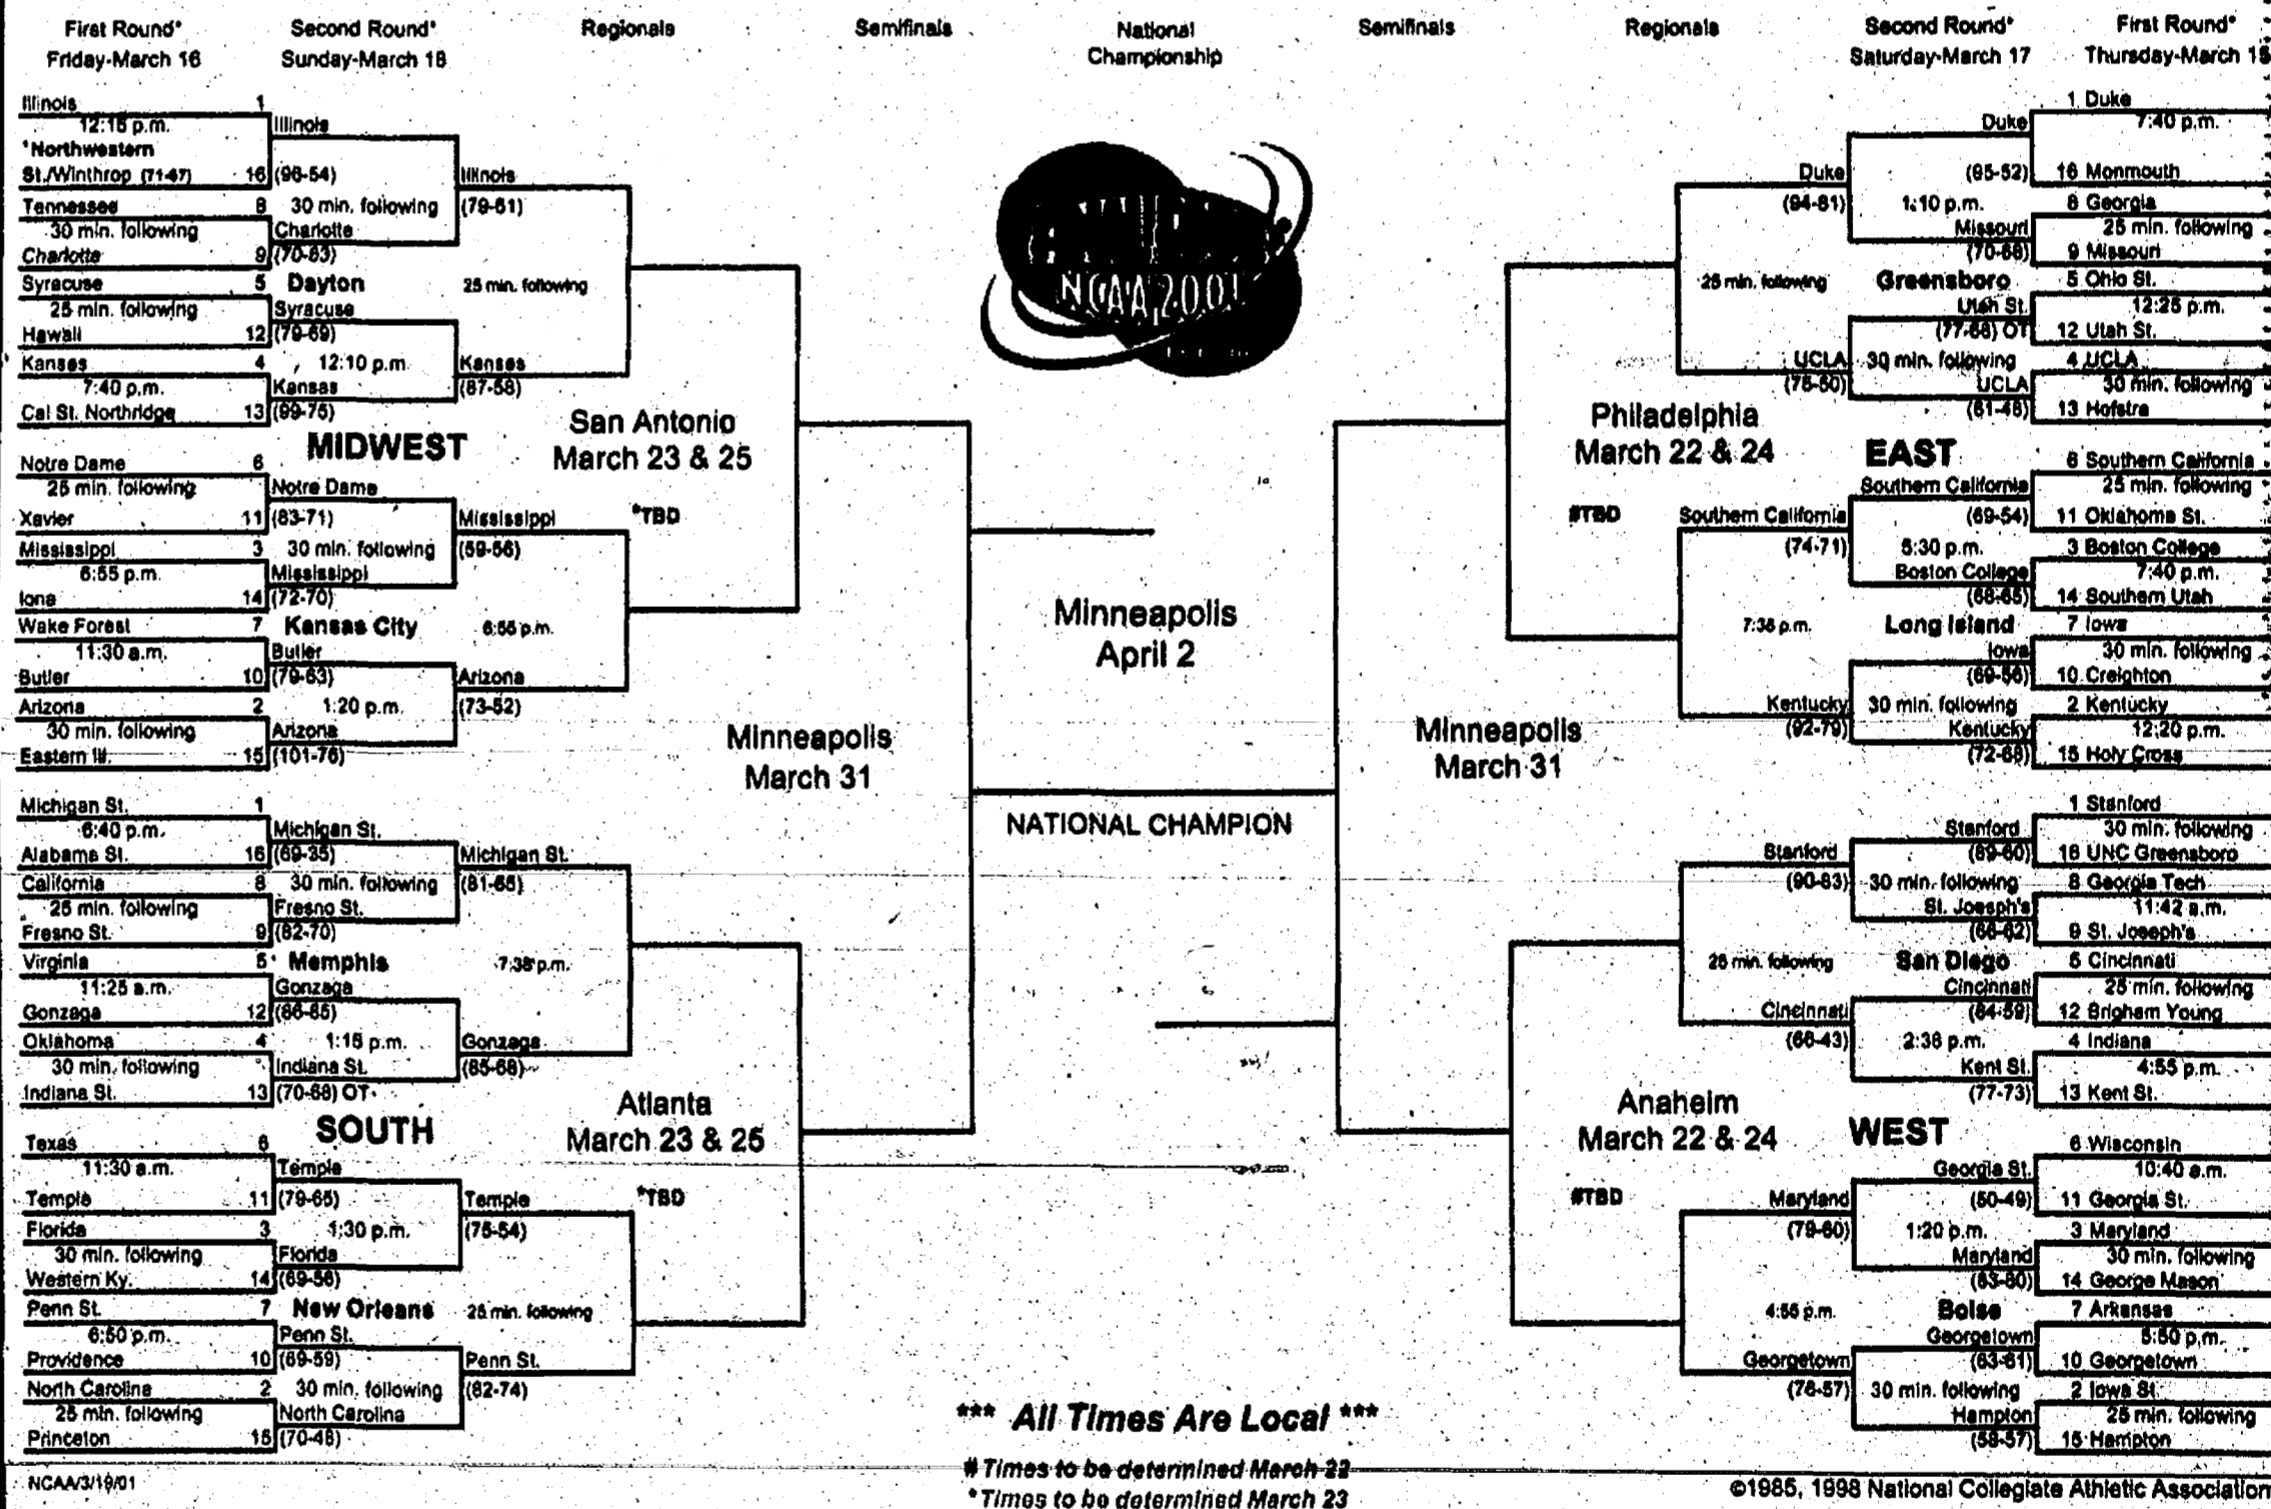 First Round*
Friday-March 16
Second Round*
Sunday-March 18
Regionals
Semifinals
National
Championship
Semifinals
Regionals
Second Round*
Saturday-March 17
First Round*
Thursday-March 15
Illinois 1
12:15 p.m.
*Northwestern
St./Winthrop (71-67) 16
Tennessee 8
30 min. following
Charlotte 9
Syracuse 5
25 min. following
Hawaii 12
Kansas 4
7:40 p.m.
Cal St. Northridge 13
Notre Dame 6
25 min. following
Xavier 11
Mississippi 3
6:55 p.m.
Iona 14
Wake Forest 7
11:30 a.m.
Butler 10
Arizona 2
30 min. following
Eastern Ill. 15
Illinois
(96-54)
30 min. following
Charlotte
(70-63)
Dayton
Syracuse
(79-69)
12:10 p.m.
Kansas
(99-75)
MIDWEST
Notre Dame
(83-71)
30 min. following
Mississippi
(72-70)
Kansas City
Butler
(79-63)
1:20 p.m.
Arizona
(101-76)
Illinois
(79-61)
25 min. following
Kansas
(87-58)
San Antonio
March 23 & 25
*TBD
Mississippi
(59-56)
6:55 p.m.
Arizona
(73-52)
Michigan St. 1
6:40 p.m.
Alabama St. 16
California 8
25 min. following
Fresno St. 9
Virginia 5
11:25 a.m.
Gonzaga 12
Oklahoma 4
30 min. following
Indiana St. 13
Texas 6
11:30 a.m.
Temple 11
Florida 3
30 min. following
Western Ky. 14
Penn St. 7
6:50 p.m.
Providence 10
North Carolina 2
25 min. following
Princeton 15
Michigan St.
(69-35)
30 min. following
Fresno St.
(82-70)
Memphis
Gonzaga
(86-85)
1:15 p.m.
Indiana St.
(70-68) OT
SOUTH
Temple
(79-65)
1:30 p.m.
Florida
(69-56)
New Orleans
Penn St.
(69-59)
30 min. following
North Carolina
(70-48)
Michigan St.
(81-65)
7:38 p.m.
Gonzaga
(85-68)
Atlanta
March 23 & 25
*TBD
Temple
(75-54)
25 min. following
Penn St.
(82-74)
NCAA 2001
Minneapolis
April 2
Minneapolis
March 31
Minneapolis
March 31
NATIONAL CHAMPION
Duke
(94-81)
25 min. following
UCLA
(75-50)
Philadelphia
March 22 & 24
#TBD
Southern California
(74-71)
7:38 p.m.
Kentucky
(92-79)
Duke
(95-52)
1:10 p.m.
Missouri
(70-68)
Greensboro
Utah St.
(77-68) OT
30 min. following
UCLA
(61-48)
EAST
Southern California
(69-54)
5:30 p.m.
Boston College
(68-65)
Long Island
Iowa
(69-56)
30 min. following
Kentucky
(72-68)
1 Duke
7:40 p.m.
16 Monmouth
8 Georgia
25 min. following
9 Missouri
5 Ohio St.
12:25 p.m.
12 Utah St.
4 UCLA
30 min. following
13 Hofstra
6 Southern California
25 min. following
11 Oklahoma St.
3 Boston College
7:40 p.m.
14 Southern Utah
7 Iowa
30 min. following
10 Creighton
2 Kentucky
12:20 p.m.
15 Holy Cross
Stanford
(90-83)
25 min. following
Cincinnati
(66-43)
Anaheim
March 22 & 24
#TBD
Maryland
(79-60)
4:55 p.m.
Georgetown
(76-57)
Stanford
(89-60)
30 min. following
St. Joesph's
(66-62)
San Diego
Cincinnati
(84-59)
2:38 p.m.
Kent St.
(77-73)
WEST
Georgia St.
(50-49)
1:20 p.m.
Maryland
(83-80)
Boise
Georgetown
(63-61)
30 min. following
Hampton
(58-57)
1 Stanford
30 min. following
16 UNC Greensboro
8 Georgia Tech
11:42 a.m.
9 St. Joseph's
5 Cincinnati
25 min. following
12 Brigham Young
4 Indiana
4:55 p.m.
13 Kent St.
6 Wisconsin
10:40 a.m.
11 Georgia St.
3 Maryland
30 min. following
14 George Mason
7 Arkansas
5:50 p.m.
10 Georgetown
2 Iowa St.
25 min. following
15 Hampton
*** All Times Are Local ***
# Times to be determined March 22
*Times to be determined March 23
NCAA/3/19/01
©1985, 1998 National Collegiate Athletic Association